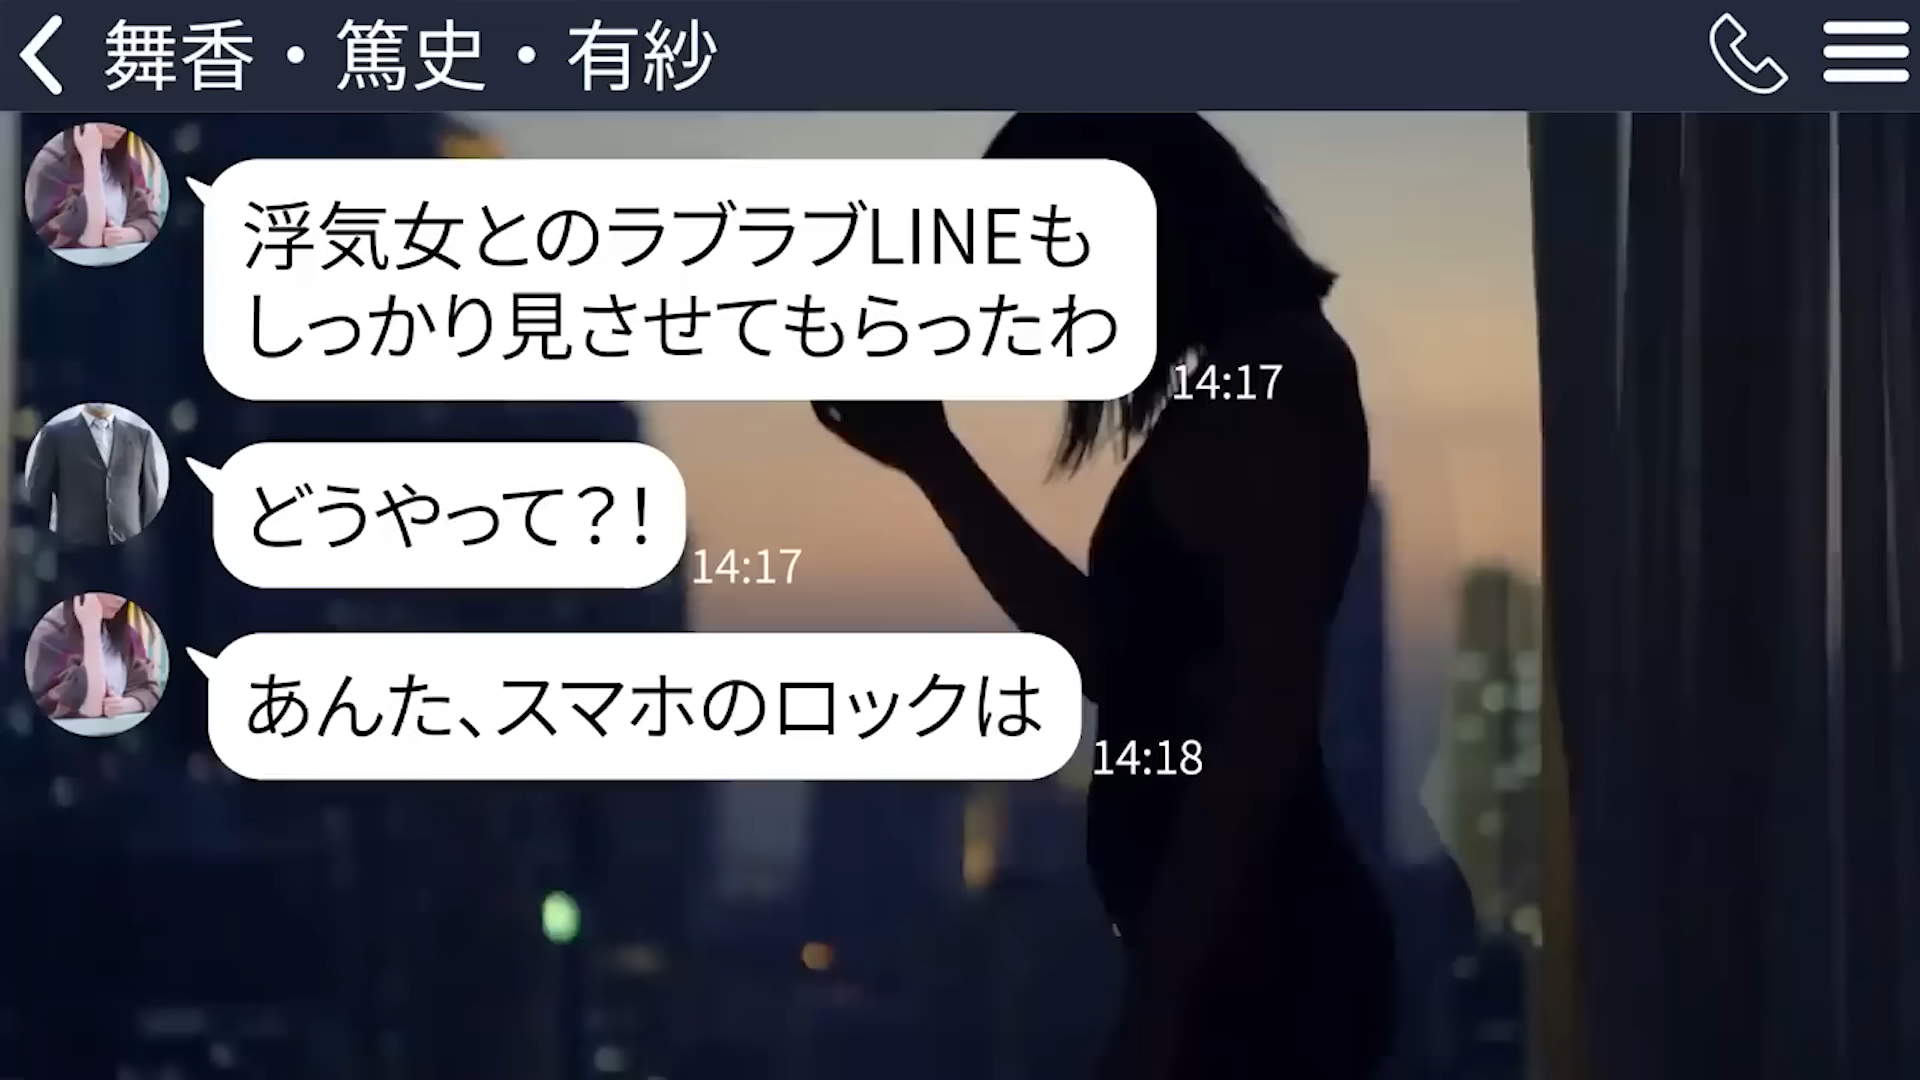 舞香・篤史・有紗
浮気女とのラブラブLINEも
しっかり見させてもらったわ
14:17
どうやって？！
14:17
あんた、スマホのロックは
14:18